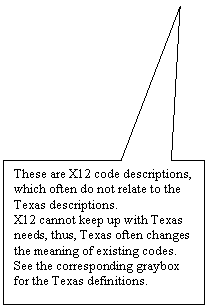 These are X12 code descriptions,
which often do not relate to the
Texas descriptions.
X12 cannot keep up with Texas
needs, thus, Texas often changes
the meaning of existing codes.
See the corresponding graybox
for the Texas definitions.